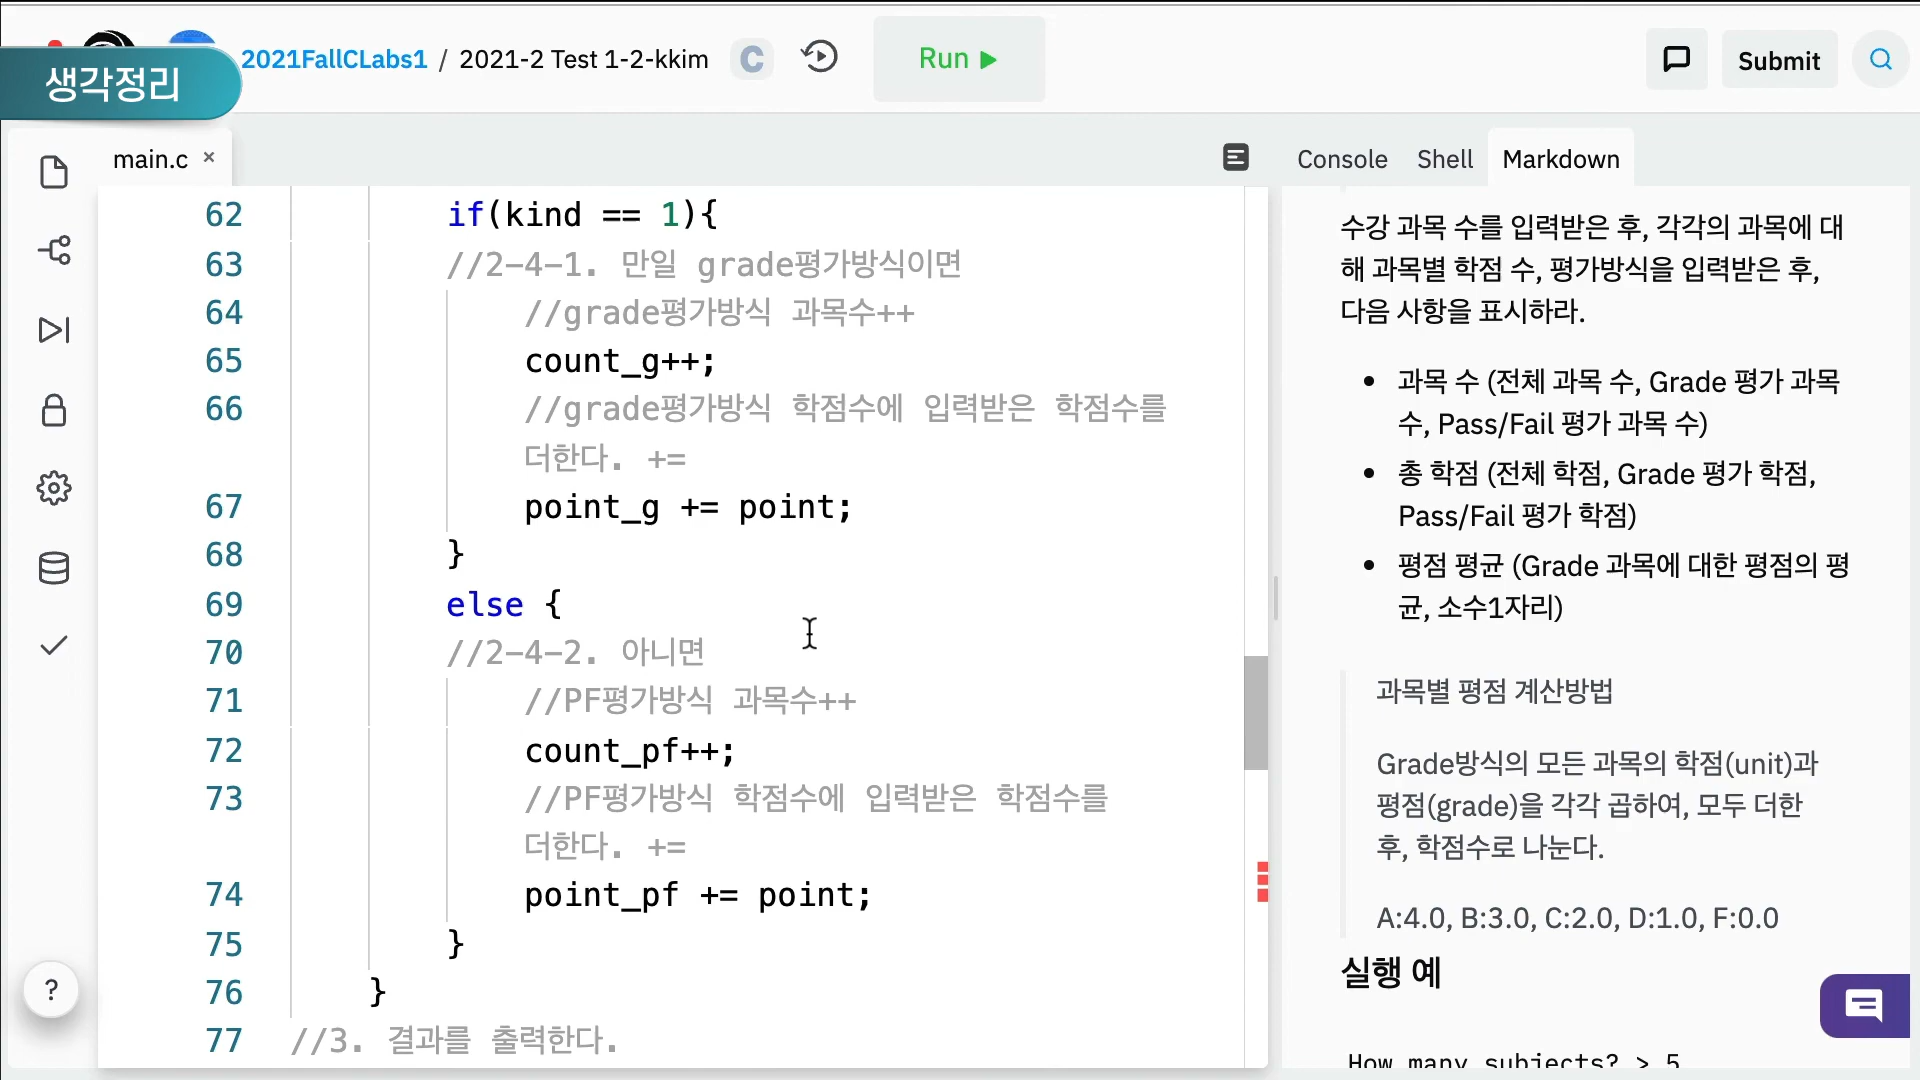 생각정리
2021FallCLabs1 / 2021-2 Test 1-2-kkim C Run Submit
main.c ×
Console Shell Markdown
62 if(kind == 1){
63 //2-4-1. 만일 grade평가방식이면
64 //grade평가방식 과목수++
65 count_g++;
66 //grade평가방식 학점수에 입력받은 학점수를
더한다. +=
67 point_g += point;
68 }
69 else {
70 //2-4-2. 아니면
71 //PF평가방식 과목수++
72 count_pf++;
73 //PF평가방식 학점수에 입력받은 학점수를
더한다. +=
74 point_pf += point;
75 }
76 }
77 //3. 결과를 출력한다.
?
수강 과목 수를 입력받은 후, 각각의 과목에 대
해 과목별 학점 수, 평가방식을 입력받은 후,
다음 사항을 표시하라.
• 과목 수 (전체 과목 수, Grade 평가 과목
수, Pass/Fail 평가 과목 수)
• 총 학점 (전체 학점, Grade 평가 학점,
Pass/Fail 평가 학점)
• 평점 평균 (Grade 과목에 대한 평점의 평
균, 소수1자리)
과목별 평점 계산방법
Grade방식의 모든 과목의 학점(unit)과
평점(grade)을 각각 곱하여, 모두 더한
후, 학점수로 나눈다.
A:4.0, B:3.0, C:2.0, D:1.0, F:0.0
실행 예
How many subjects? > 5